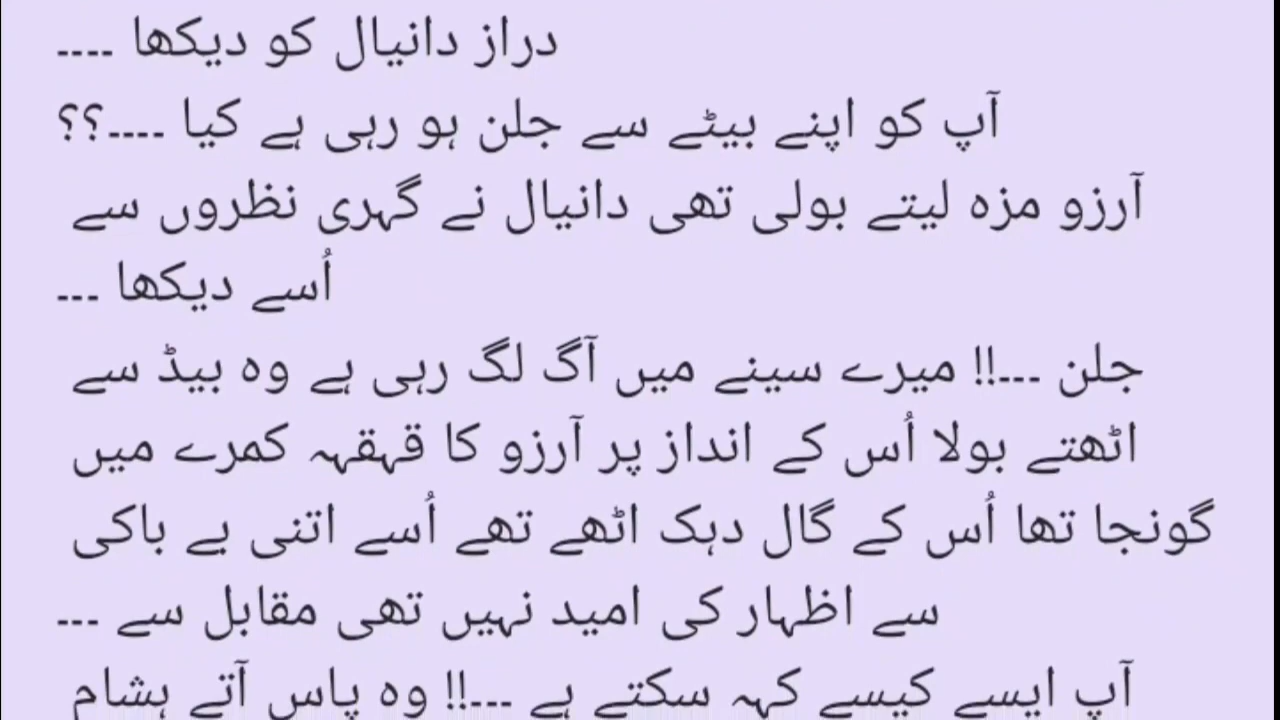 دراز دانیال کو دیکھا ----
آپ کو اپنے بیٹے سے جلن ہو رہی ہے کیا ----؟؟
آرزو مزہ لیتے بولی تھی دانیال نے گہری نظروں سے
اُسے دیکھا ---
جلن ---!! میرے سینے میں آگ لگ رہی ہے وہ بیڈ سے
اٹھتے بولا اُس کے انداز پر آرزو کا قہقہہ کمرے میں
گونجا تھا اُس کے گال دہک اٹھے تھے اُسے اتنی بے باکی
سے اظہار کی امید نہیں تھی مقابل سے ---
آپ ایسے کیسے کہہ سکتے ہے ---!! وہ پاس آتے ہشام